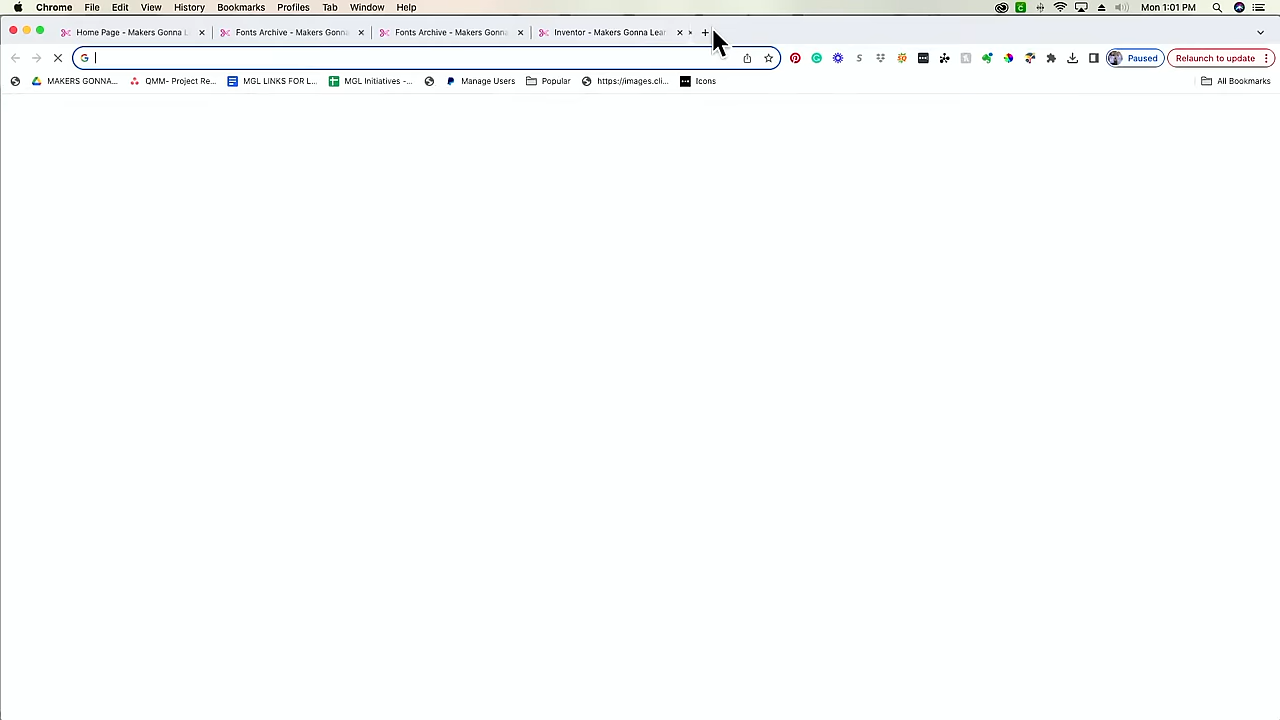 Chrome File Edit View History Bookmarks Profiles Tab Window Help Mon 1:01 PM
Home Page - Makers Gonna L Fonts Archive - Makers Gonna Fonts Archive - Makers Gonna Inventor - Makers Gonna Lear
Paused Relaunch to update
MAKERS GONNA... QMM- Project Re... MGL LINKS FOR L... MGL Initiatives -... Manage Users Popular https://images.cli... Icons All Bookmarks